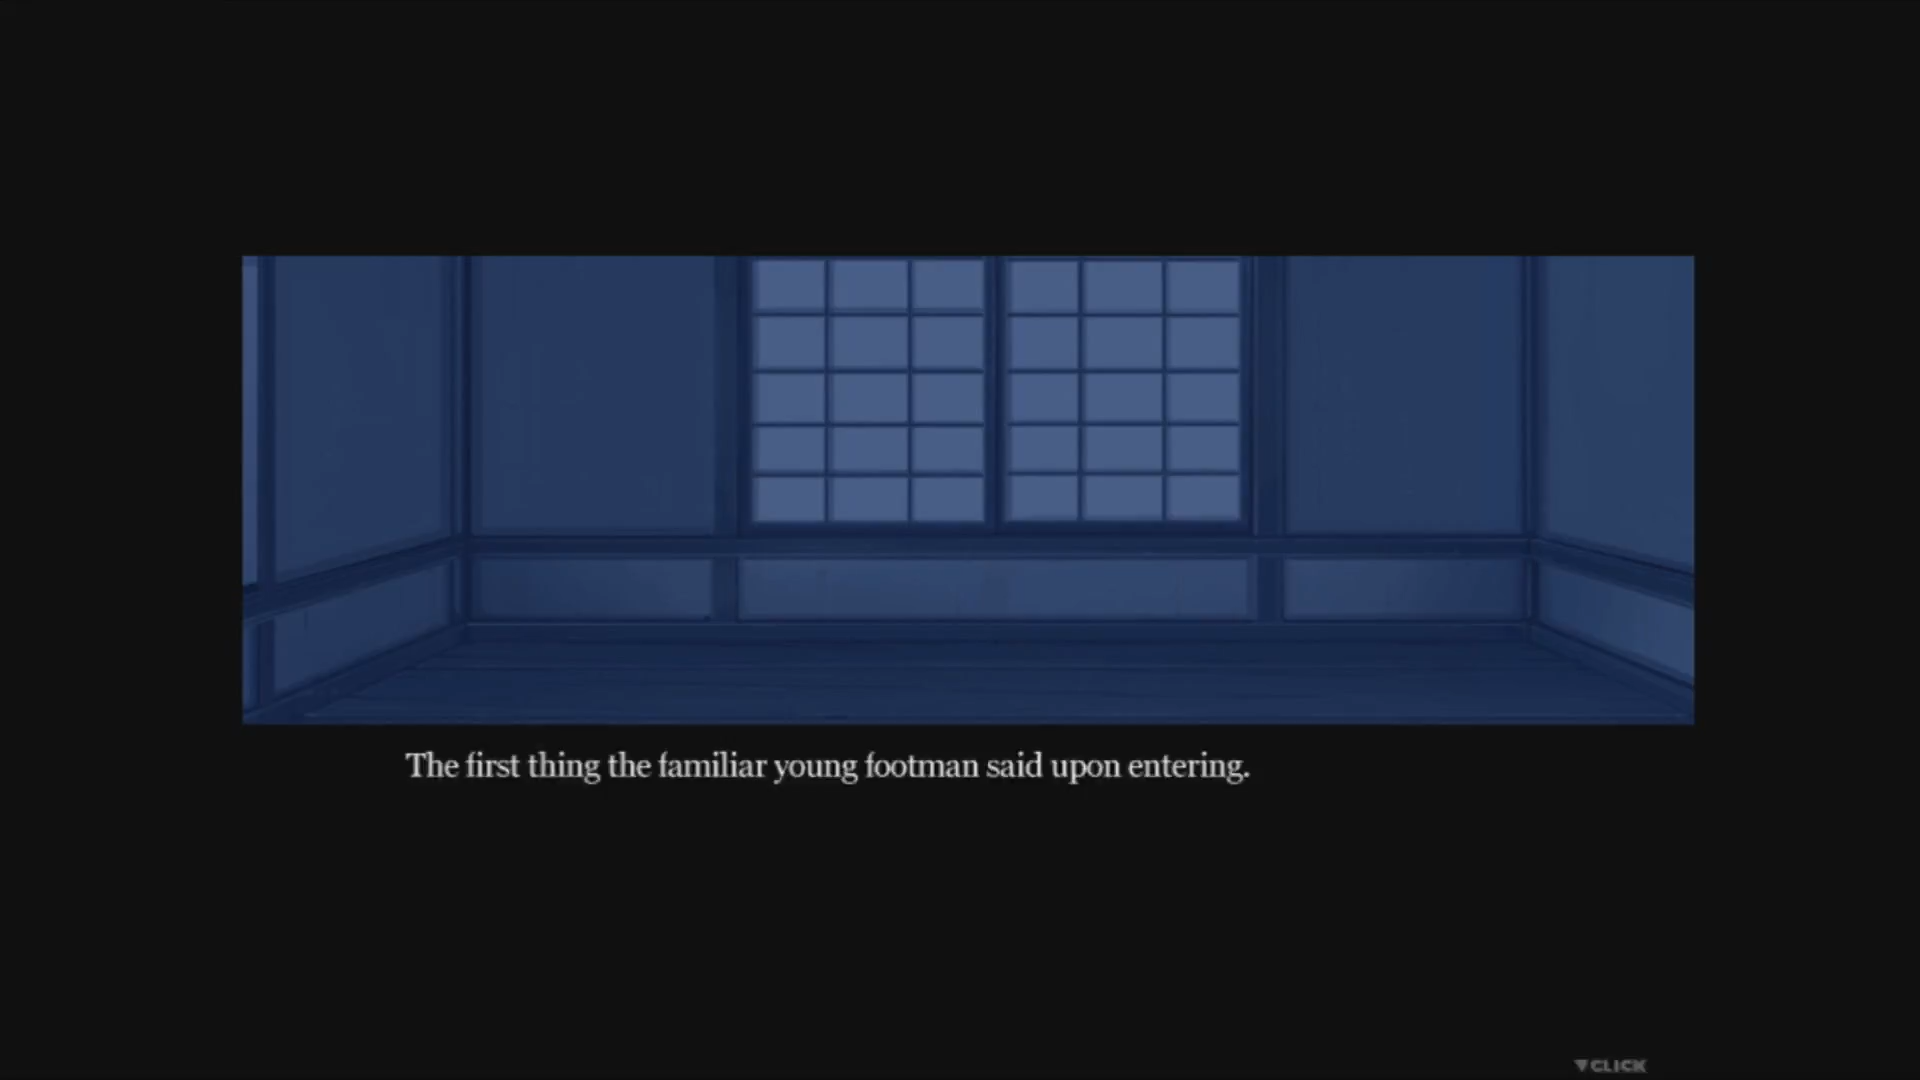 The first thing the familiar young footman said upon entering.
▼CLICK